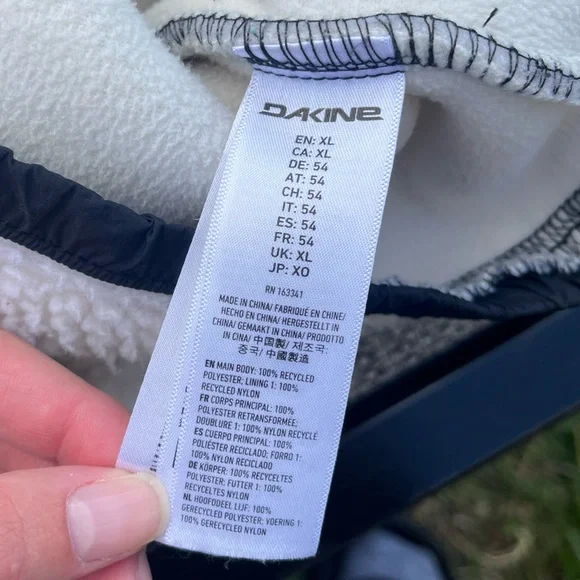 DAKINE
EN: XL
CA: XL
DE: 54
AT: 54
CH: 54
IT: 54
ES: 54
FR: 54
UK: XL
JP: XO
RN 163341
MADE IN CHINA/ FABRIQUÉ EN CHINE/
HECHO EN CHINA/ HERGESTELLT IN
CHINA/ GEMAAKT IN CHINA/ PRODOTTO
IN CINA/ 中国製/ 제조국:
중국/ 中國製造
EN MAIN BODY: 100% RECYCLED
POLYESTER; LINING 1: 100%
RECYCLED NYLON
FR CORPS PRINCIPAL: 100%
POLYESTER RETRANSFORMÉE;
DOUBLURE 1: 100% NYLON RECYCLÉ
ES CUERPO PRINCIPAL: 100%
POLIÉSTER RECICLADO; FORRO 1:
100% NYLON RECICLADO
DE KÖRPER: 100% RECYCELTES
POLYESTER; FUTTER 1: 100%
RECYCELTES NYLON
NL HOOFDDEEL LIJF: 100%
GERECYCLED POLYESTER; VOERING 1:
100% GERECYCLED NYLON